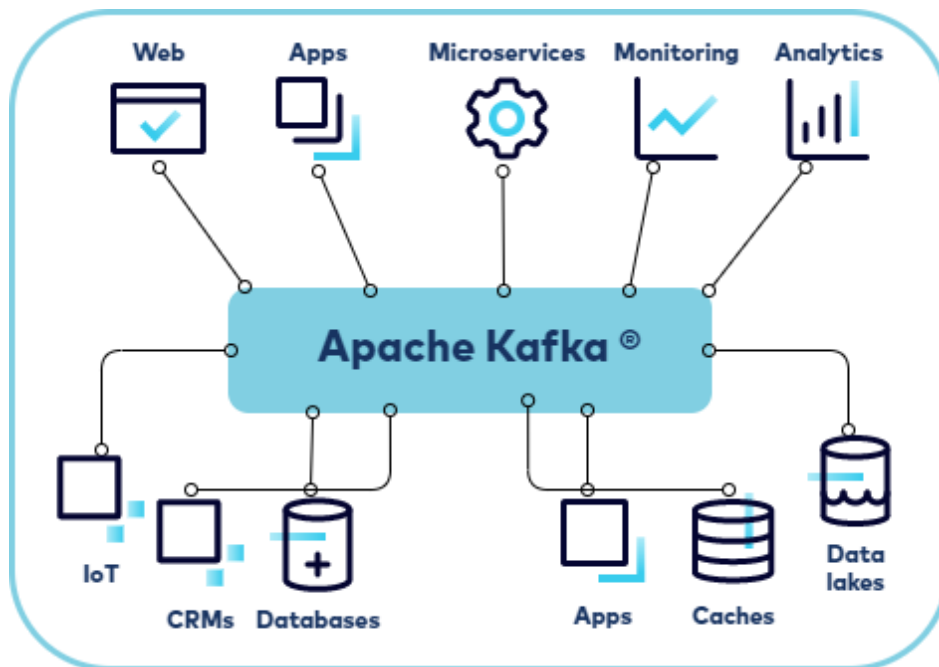 Web
Apps
Microservices
Monitoring
Analytics
Apache Kafka ®
IoT
CRMs
Databases
Apps
Caches
Data
lakes